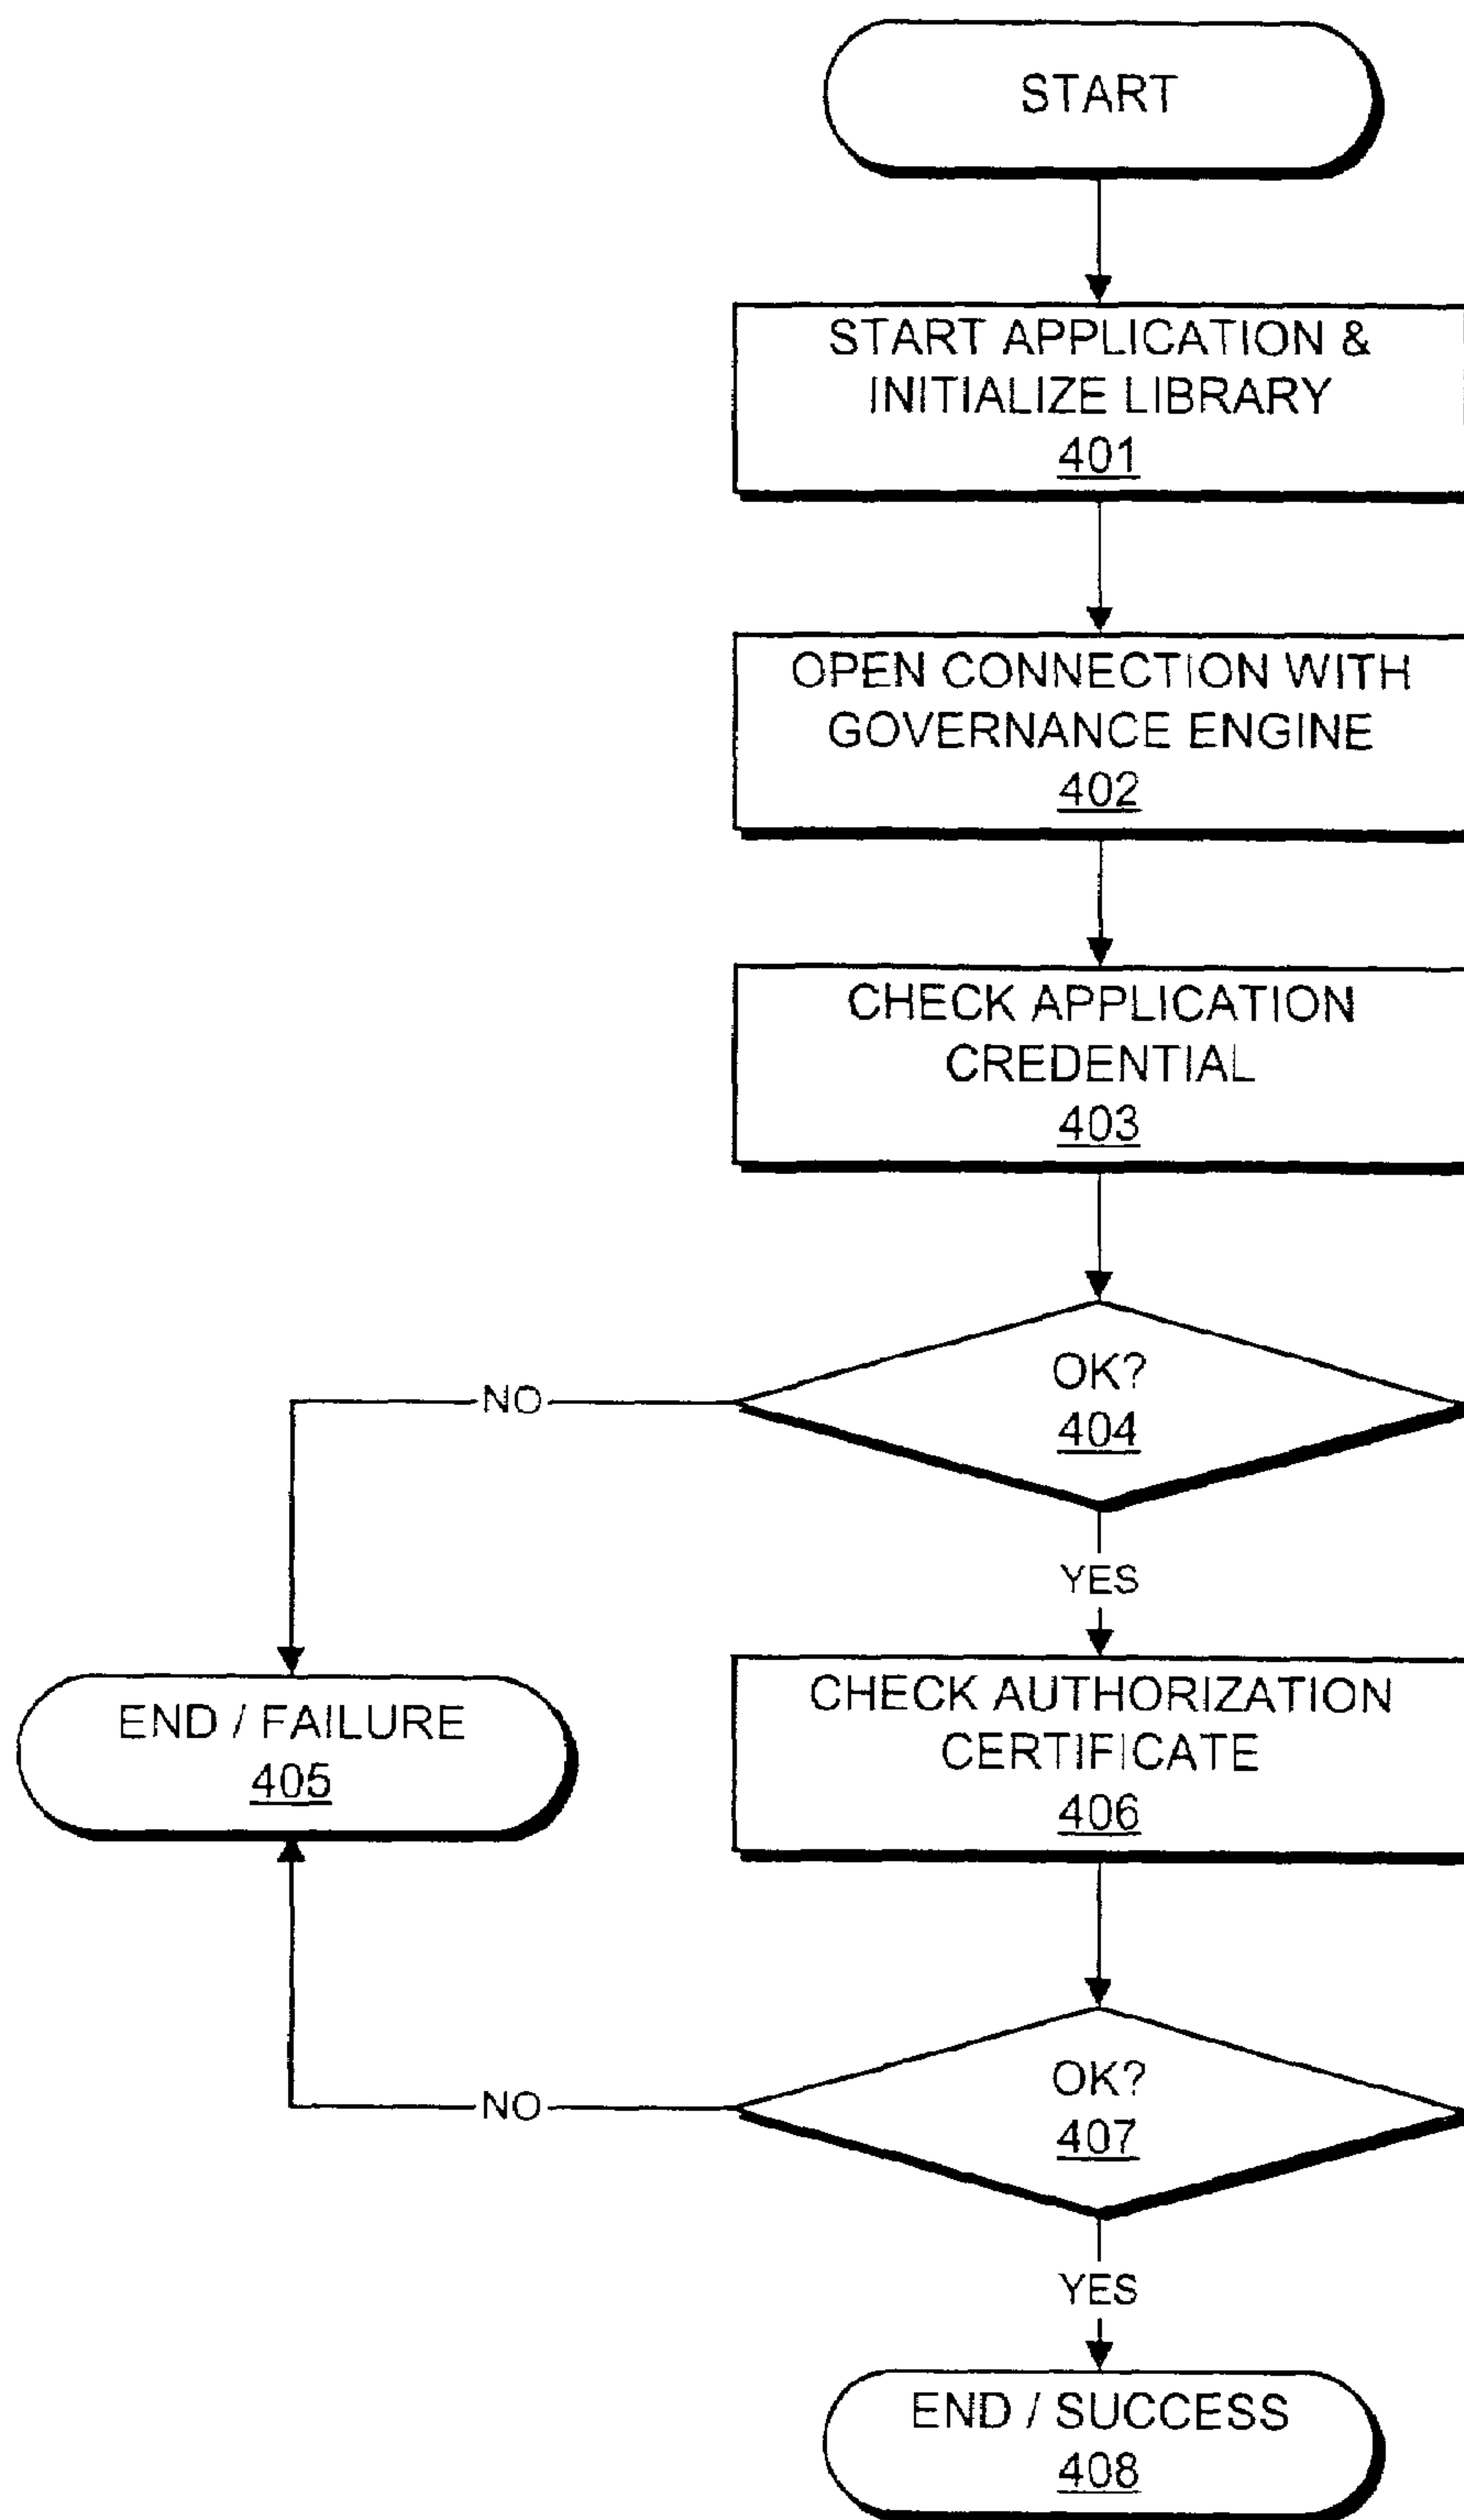 START
START APPLICATION &
INITIALIZE LIBRARY
401
OPEN CONNECTION WITH
GOVERNANCE ENGINE
402
CHECK APPLICATION
CREDENTIAL
403
OK?
404
NO
YES
END / FAILURE
405
CHECK AUTHORIZATION
CERTIFICATE
406
OK?
407
NO
YES
END / SUCCESS
408